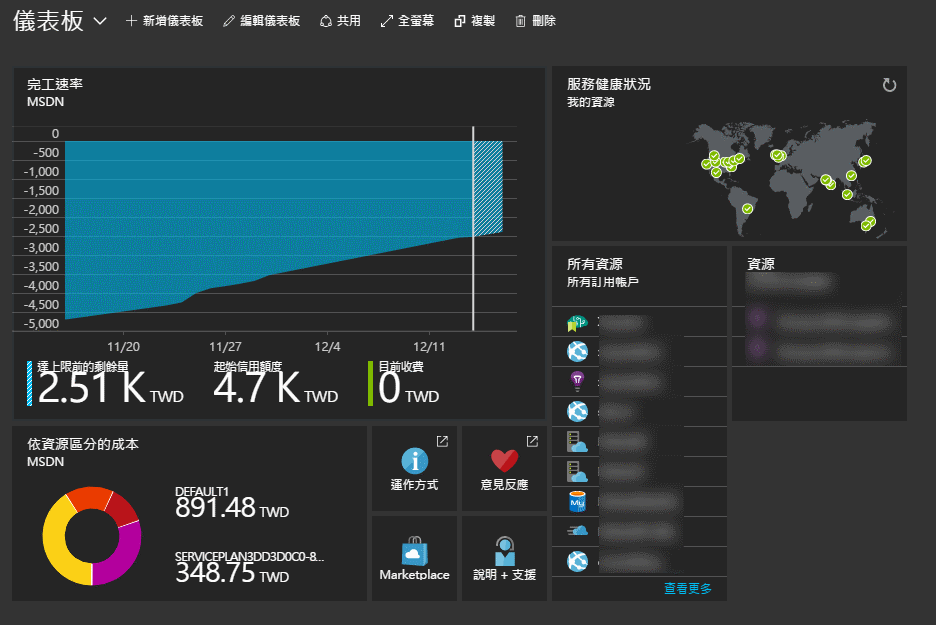 儀表板
新增儀表板 編輯儀表板 共用 全螢幕 複製 刪除
完工速率
MSDN
0
-500
-1,000
-1,500
-2,000
-2,500
-3,000
-3,500
-4,000
-4,500
-5,000
11/20 11/27 12/4 12/11
達上限前的剩餘量
2.51 K TWD
起始信用額度
4.7 K TWD
目前收費
0 TWD
服務健康狀況
我的資源
所有資源
所有訂用帳戶
查看更多
資源
依資源區分的成本
MSDN
DEFAULT1
891.48 TWD
SERVICEPLAN3DD3D0C0-8...
348.75 TWD
運作方式
意見反應
Marketplace
說明 + 支援
My